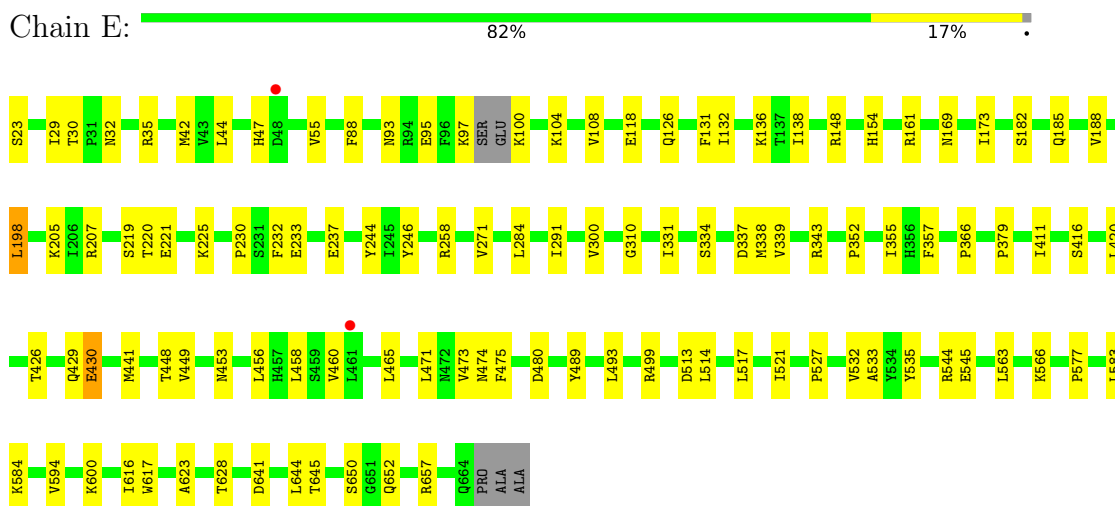 Chain E:
82% 17% •
S23 I29 T30 P31 N32 R35 M42 V43 L44 H47 D48 V55 F88 N93 R94 E95 F96 K97 SER GLU K100 K104 V108 E118 Q126 F131 I132 K136 T137 I138 R148 H154 R161 N169 I173 S182 Q185 V188
L198 K205 I206 R207 S219 T220 E221 K225 P230 S231 F232 E233 E237 Y244 I245 Y246 R258 V271 L284 I291 V300 G310 I331 S334 D337 M338 V339 R343 P352 I355 H356 F357 P366 P379 I411 S416 L420
T426 Q429 E430 M441 T448 V449 N453 L456 H457 L458 S459 V460 L461 L465 L471 N472 V473 N474 F475 D480 Y489 L493 R499 D513 L514 L517 I521 P527 V532 A533 Y534 Y535 R544 E545 L563 K566 P577 L583
K584 V594 K600 I616 W617 A623 T628 D641 L644 T645 S650 G651 Q652 R657 Q664 PRO ALA ALA